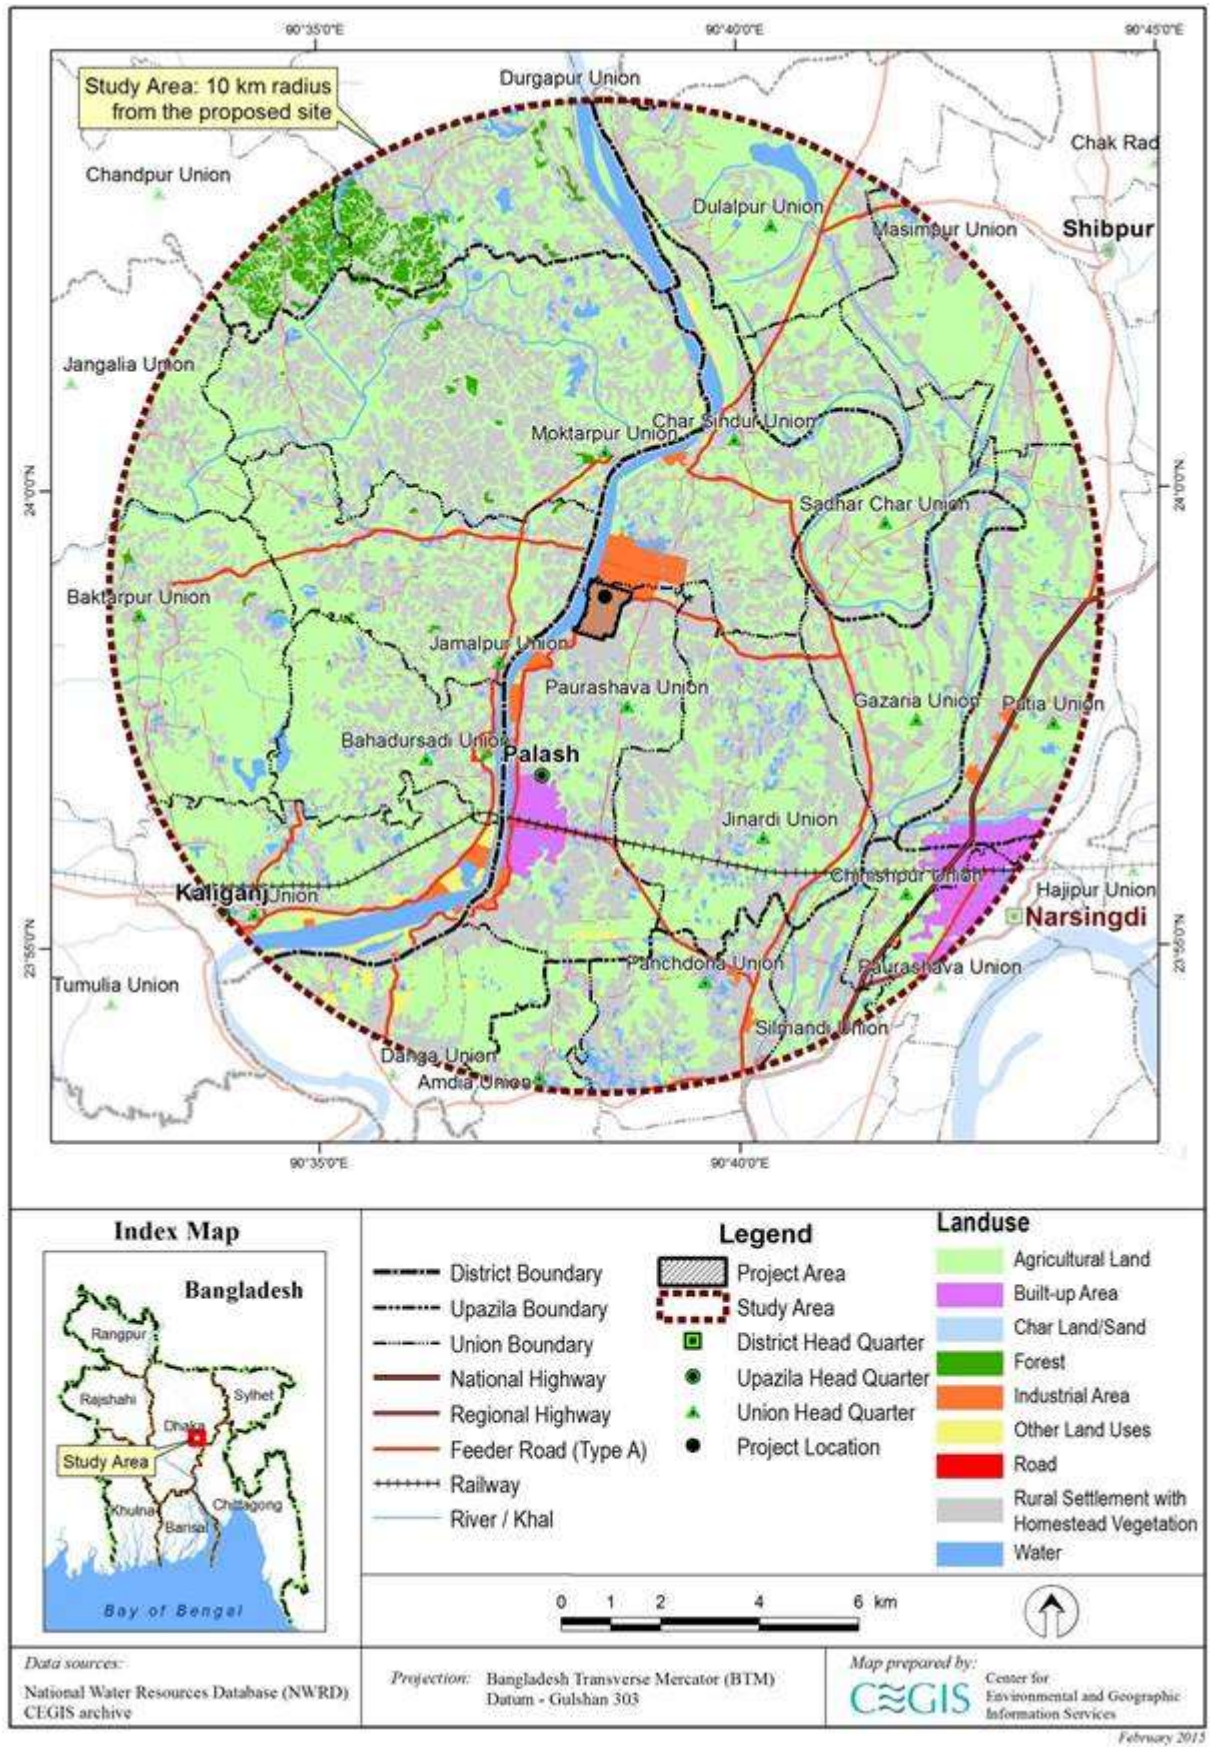 90°35'0"E
90°40'0"E
90°45'0"E
Durgapur Union
Study Area: 10 km radius
from the proposed site
Chak Rad
Chandpur Union
Dulalpur Union
Masimpur Union
Shibpur
Jangalia Union
Char Sindur Union
Moktarpur Union
24°0'0"N
24°0'0"N
Sadhar Char Union
Baktarpur Union
Jamalpur Union
Paurashava Union
Gazaria Union
Putia Union
Bahadursadi Union
Palash
Jinardi Union
Chinishpur Union
Kaliganj Union
Hajipur Union
Narsingdi
23°55'0"N
23°55'0"N
Panchdona Union
Paurashava Union
Tumulia Union
Silmandi Union
Danga Union
Amdia Union
90°35'0"E
90°40'0"E
Index Map
Bangladesh
Rangpur
Rajshahi
Sylhet
Dhaka
Study Area
Khulna
Barisal
Chittagong
Bay of Bengal
Legend
District Boundary
Upazila Boundary
Union Boundary
National Highway
Regional Highway
Feeder Road (Type A)
Railway
River / Khal
Project Area
Study Area
District Head Quarter
Upazila Head Quarter
Union Head Quarter
Project Location
Landuse
Agricultural Land
Built-up Area
Char Land/Sand
Forest
Industrial Area
Other Land Uses
Road
Rural Settlement with
Homestead Vegetation
Water
0 1 2 4 6 km
Data sources:
National Water Resources Database (NWRD)
CEGIS archive
Projection: Bangladesh Transverse Mercator (BTM)
Datum - Gulshan 303
Map prepared by:
CEGIS
Center for
Environmental and Geographic
Information Services
February 2015